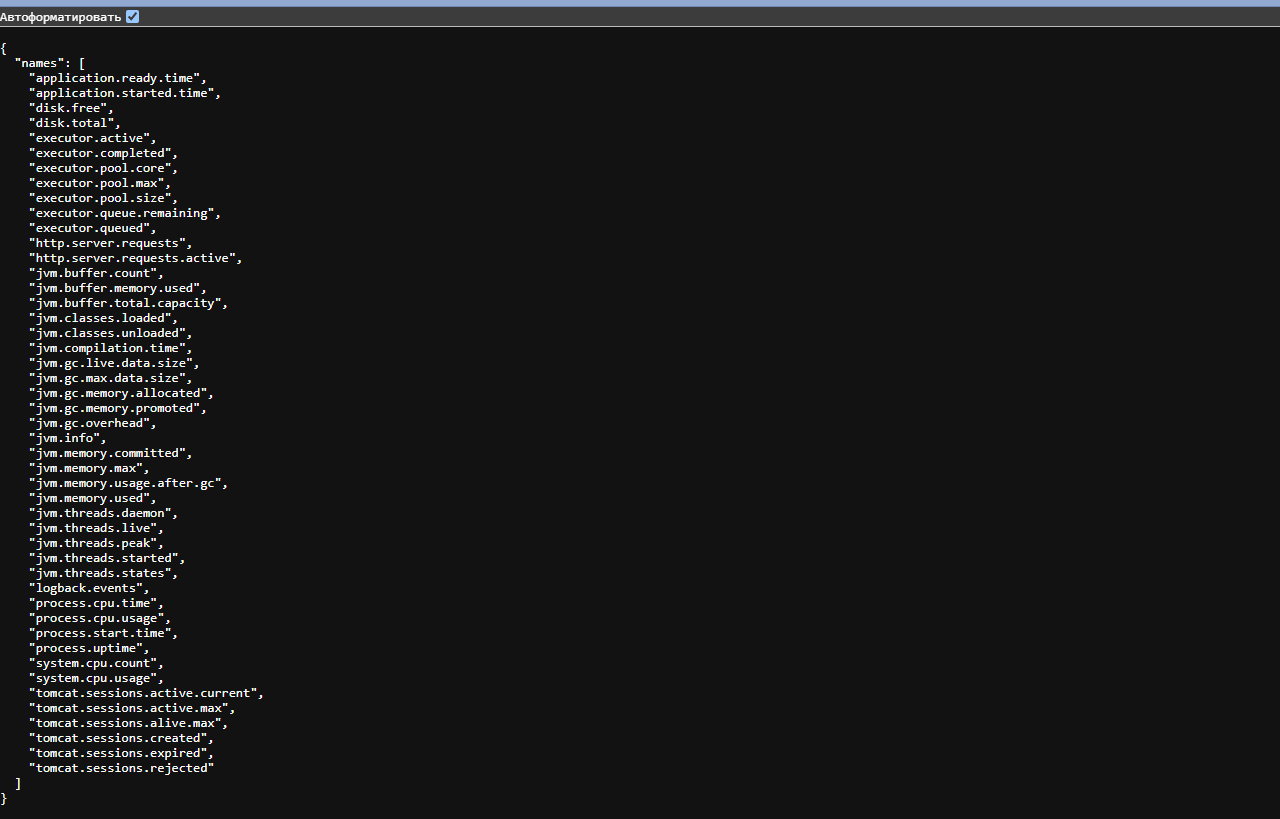 Автоформатировать
{
  "names": [
    "application.ready.time",
    "application.started.time",
    "disk.free",
    "disk.total",
    "executor.active",
    "executor.completed",
    "executor.pool.core",
    "executor.pool.max",
    "executor.pool.size",
    "executor.queue.remaining",
    "executor.queued",
    "http.server.requests",
    "http.server.requests.active",
    "jvm.buffer.count",
    "jvm.buffer.memory.used",
    "jvm.buffer.total.capacity",
    "jvm.classes.loaded",
    "jvm.classes.unloaded",
    "jvm.compilation.time",
    "jvm.gc.live.data.size",
    "jvm.gc.max.data.size",
    "jvm.gc.memory.allocated",
    "jvm.gc.memory.promoted",
    "jvm.gc.overhead",
    "jvm.info",
    "jvm.memory.committed",
    "jvm.memory.max",
    "jvm.memory.usage.after.gc",
    "jvm.memory.used",
    "jvm.threads.daemon",
    "jvm.threads.live",
    "jvm.threads.peak",
    "jvm.threads.started",
    "jvm.threads.states",
    "logback.events",
    "process.cpu.time",
    "process.cpu.usage",
    "process.start.time",
    "process.uptime",
    "system.cpu.count",
    "system.cpu.usage",
    "tomcat.sessions.active.current",
    "tomcat.sessions.active.max",
    "tomcat.sessions.alive.max",
    "tomcat.sessions.created",
    "tomcat.sessions.expired",
    "tomcat.sessions.rejected"
  ]
}